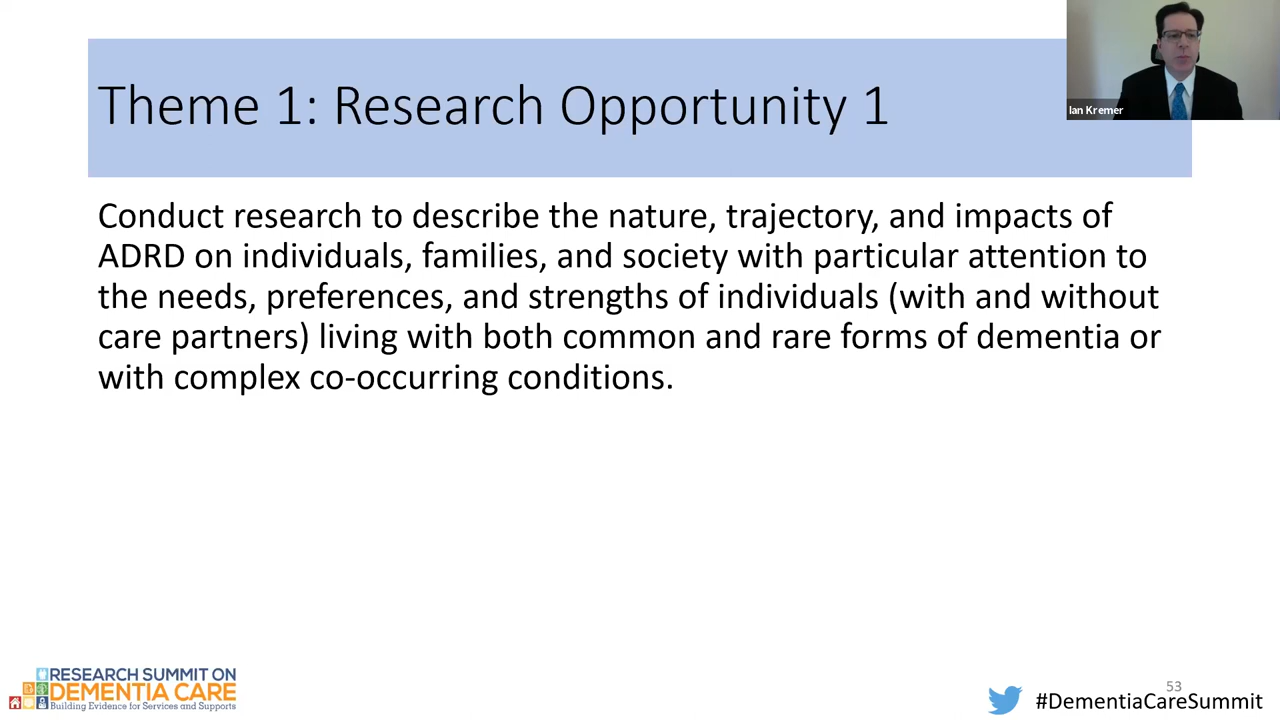 Theme 1: Research Opportunity 1
Ian Kremer
Conduct research to describe the nature, trajectory, and impacts of
ADRD on individuals, families, and society with particular attention to
the needs, preferences, and strengths of individuals (with and without
care partners) living with both common and rare forms of dementia or
with complex co-occurring conditions.
RESEARCH SUMMIT ON
DEMENTIA CARE
Building Evidence for Services and Supports
53
#DementiaCareSummit